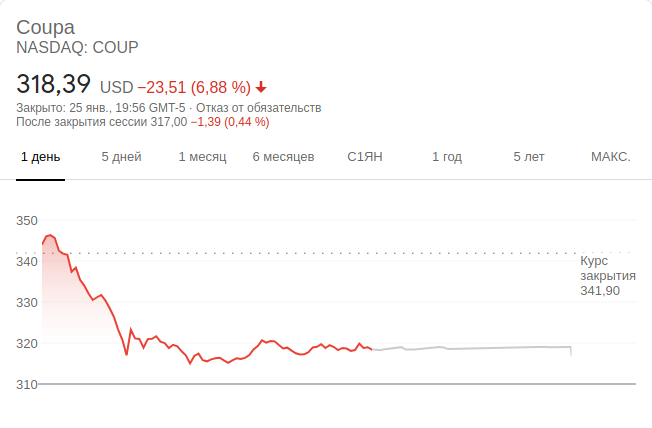 Coupa
NASDAQ: COUP
318,39 USD −23,51 (6,88 %)
Закрыто: 25 янв., 19:56 GMT-5 · Отказ от обязательств
После закрытия сессии 317,00 −1,39 (0,44 %)
1 день 5 дней 1 месяц 6 месяцев С1ЯН 1 год 5 лет МАКС.
350
340
330
320
310
Курс
закрытия
341,90